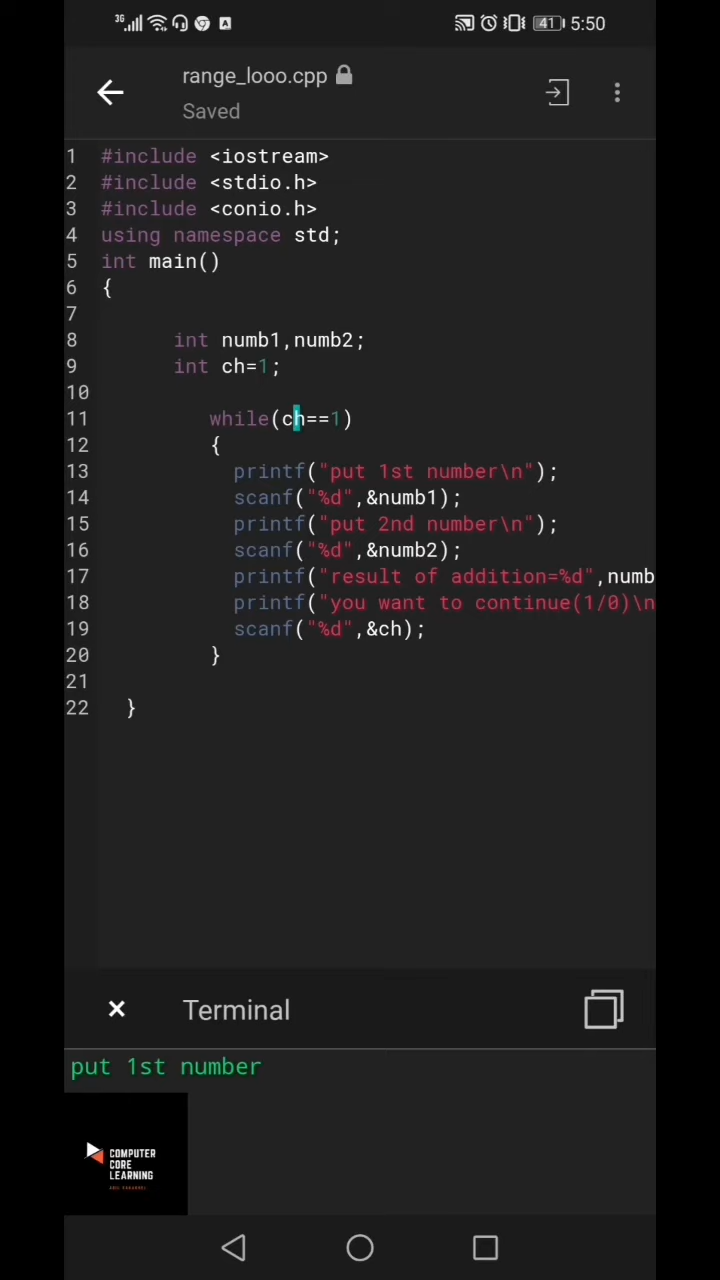 3G 41 5:50
range_looo.cpp
Saved
1 #include <iostream>
2 #include <stdio.h>
3 #include <conio.h>
4 using namespace std;
5 int main()
6 {
7
8 int numb1,numb2;
9 int ch=1;
10
11 while(ch==1)
12 {
13 printf("put 1st number\n");
14 scanf("%d",&numb1);
15 printf("put 2nd number\n");
16 scanf("%d",&numb2);
17 printf("result of addition=%d",numb
18 printf("you want to continue(1/0)\n
19 scanf("%d",&ch);
20 }
21
22 }
× Terminal
put 1st number
COMPUTER
CORE
LEARNING